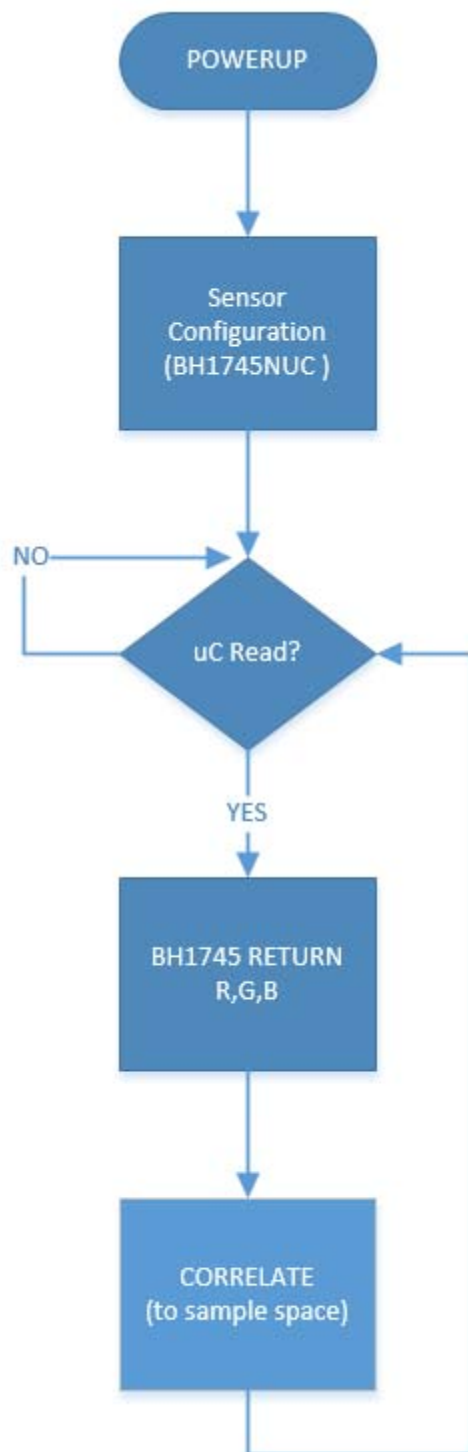 POWERUP
Sensor
Configuration
(BH1745NUC )
NO
uC Read?
YES
BH1745 RETURN
R,G,B
CORRELATE
(to sample space)